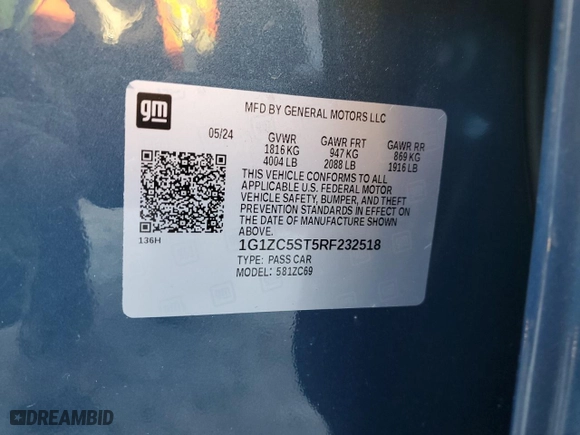 gm
MFD BY GENERAL MOTORS LLC
05/24
GVWR
1816 KG
4004 LB
GAWR FRT
947 KG
2088 LB
GAWR RR
869 KG
1916 LB
THIS VEHICLE CONFORMS TO ALL
APPLICABLE U.S. FEDERAL MOTOR
VEHICLE SAFETY, BUMPER, AND THEFT
PREVENTION STANDARDS IN EFFECT ON
THE DATE OF MANUFACTURE SHOWN
ABOVE.
136H
1G1ZC5ST5RF232518
TYPE: PASS CAR
MODEL: 581ZC69
DREAMBID